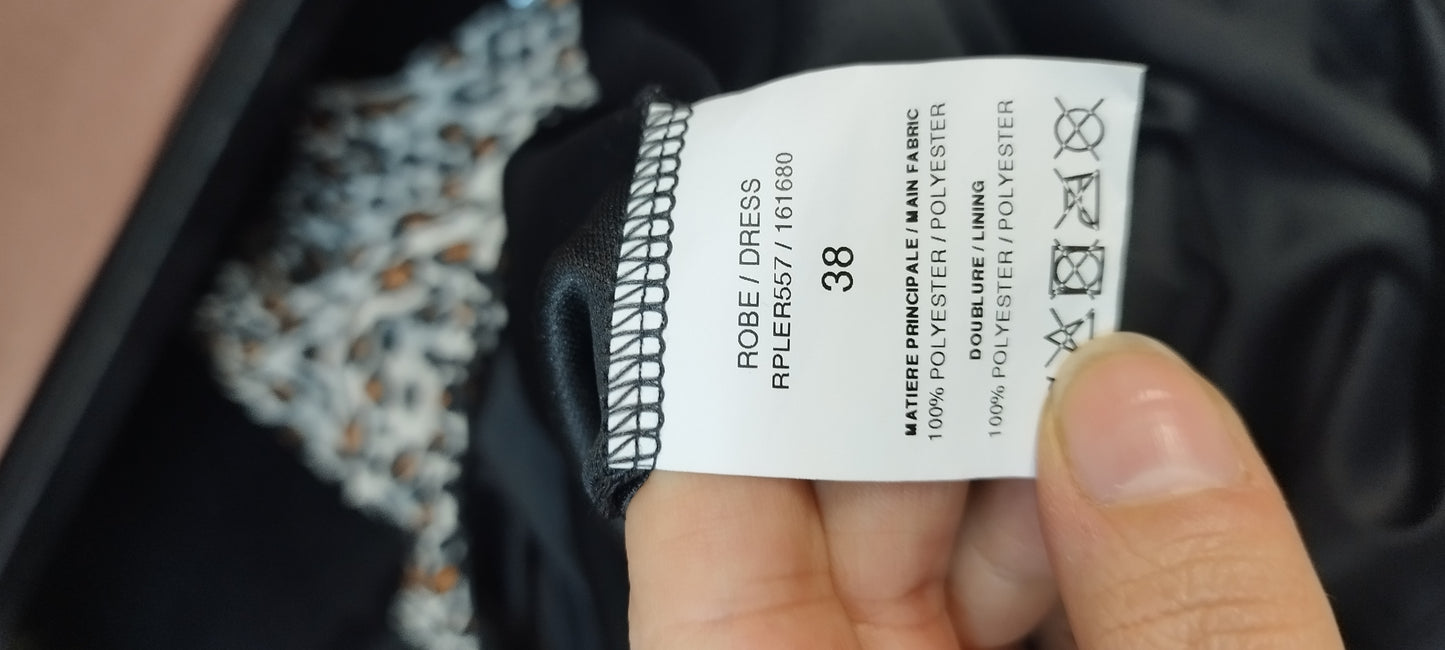 ROBE / DRESS
RPLER557 / 161680
38
MATIERE PRINCIPALE / MAIN FABRIC
100% POLYESTER / POLYESTER
DOUBLURE / LINING
100% POLYESTER / POLYESTER